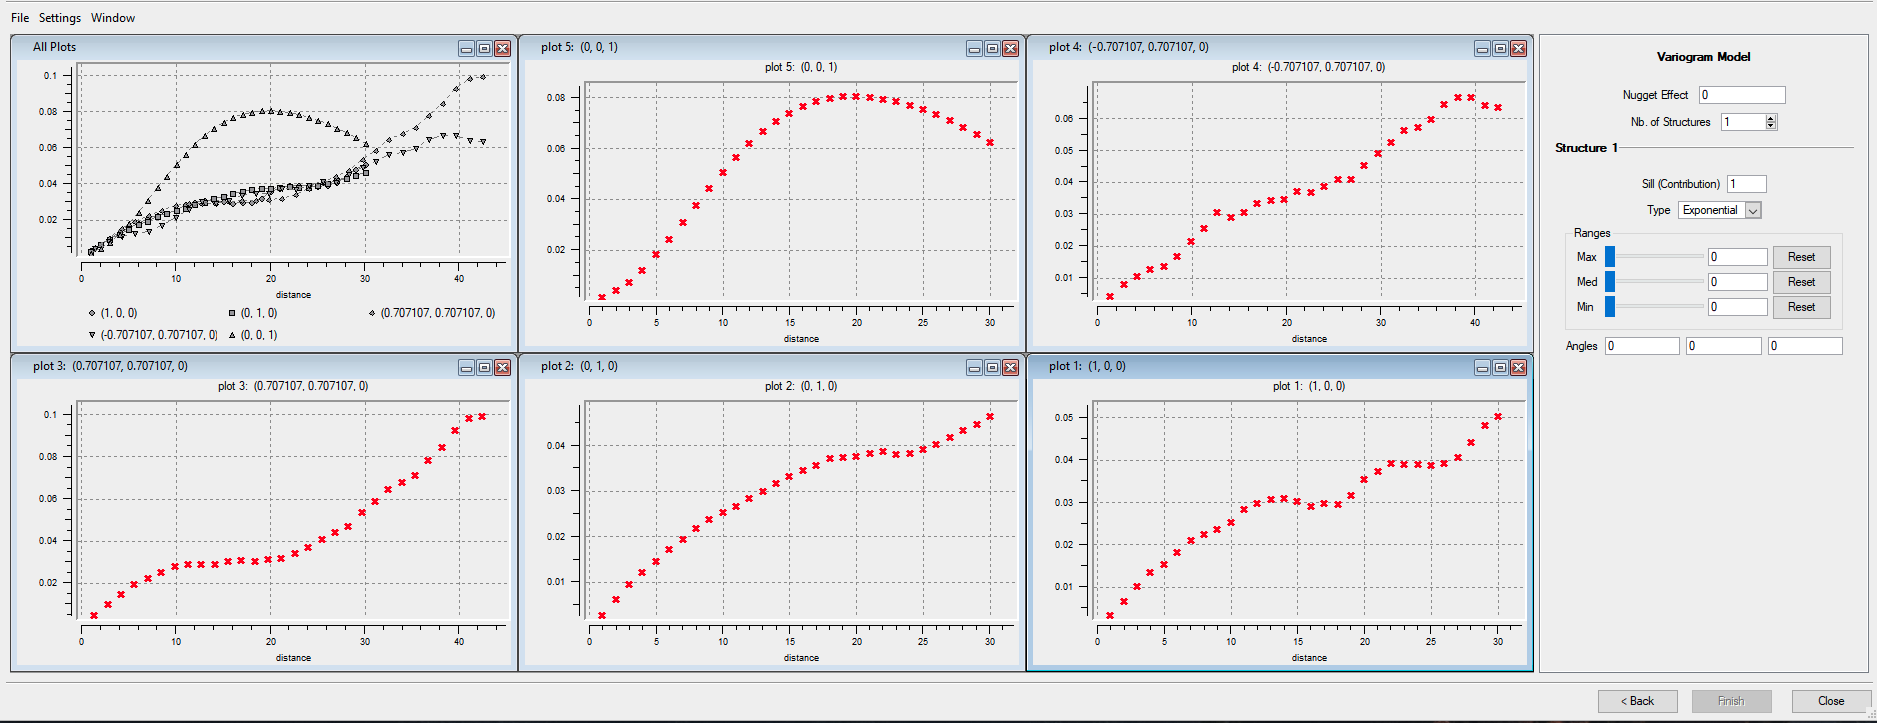 File Settings Window
All Plots
0.1
0.08
0.06
0.04
0.02
0 10 20 30 40
distance
(1, 0, 0) (0, 1, 0) (0.707107, 0.707107, 0)
(-0.707107, 0.707107, 0) (0, 0, 1)
plot 5: (0, 0, 1)
plot 5: (0, 0, 1)
0.08
0.06
0.04
0.02
0 5 10 15 20 25 30
distance
plot 4: (-0.707107, 0.707107, 0)
plot 4: (-0.707107, 0.707107, 0)
0.06
0.05
0.04
0.03
0.02
0.01
0 10 20 30 40
distance
plot 3: (0.707107, 0.707107, 0)
plot 3: (0.707107, 0.707107, 0)
0.1
0.08
0.06
0.04
0.02
0 10 20 30 40
distance
plot 2: (0, 1, 0)
plot 2: (0, 1, 0)
0.04
0.03
0.02
0.01
0 5 10 15 20 25 30
distance
plot 1: (1, 0, 0)
plot 1: (1, 0, 0)
0.05
0.04
0.03
0.02
0.01
0 5 10 15 20 25 30
distance
Variogram Model
Nugget Effect 0
Nb. of Structures 1
Structure 1
Sill (Contribution) 1
Type Exponential
Ranges
Max 0 Reset
Med 0 Reset
Min 0 Reset
Angles 0 0 0
< Back Finish Close